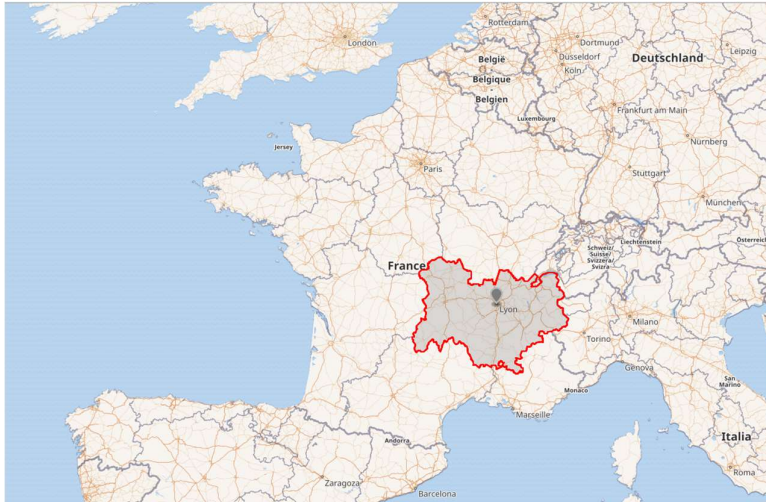 Rotterdam
London
Dortmund
Düsseldorf
Köln
Leipzig
Deutschland
België
Belgique
Belgien
Frankfurt am Main
Luxembourg
Nürnberg
Jersey
Paris
Stuttgart
München
Schweiz/
Suisse/
Svizzera/
Svizra
Liechtenstein
Österreich
France
Lyon
Milano
Torino
Genova
San
Marino
Monaco
Marseille
Andorra
Italia
Roma
Zaragoza
Barcelona